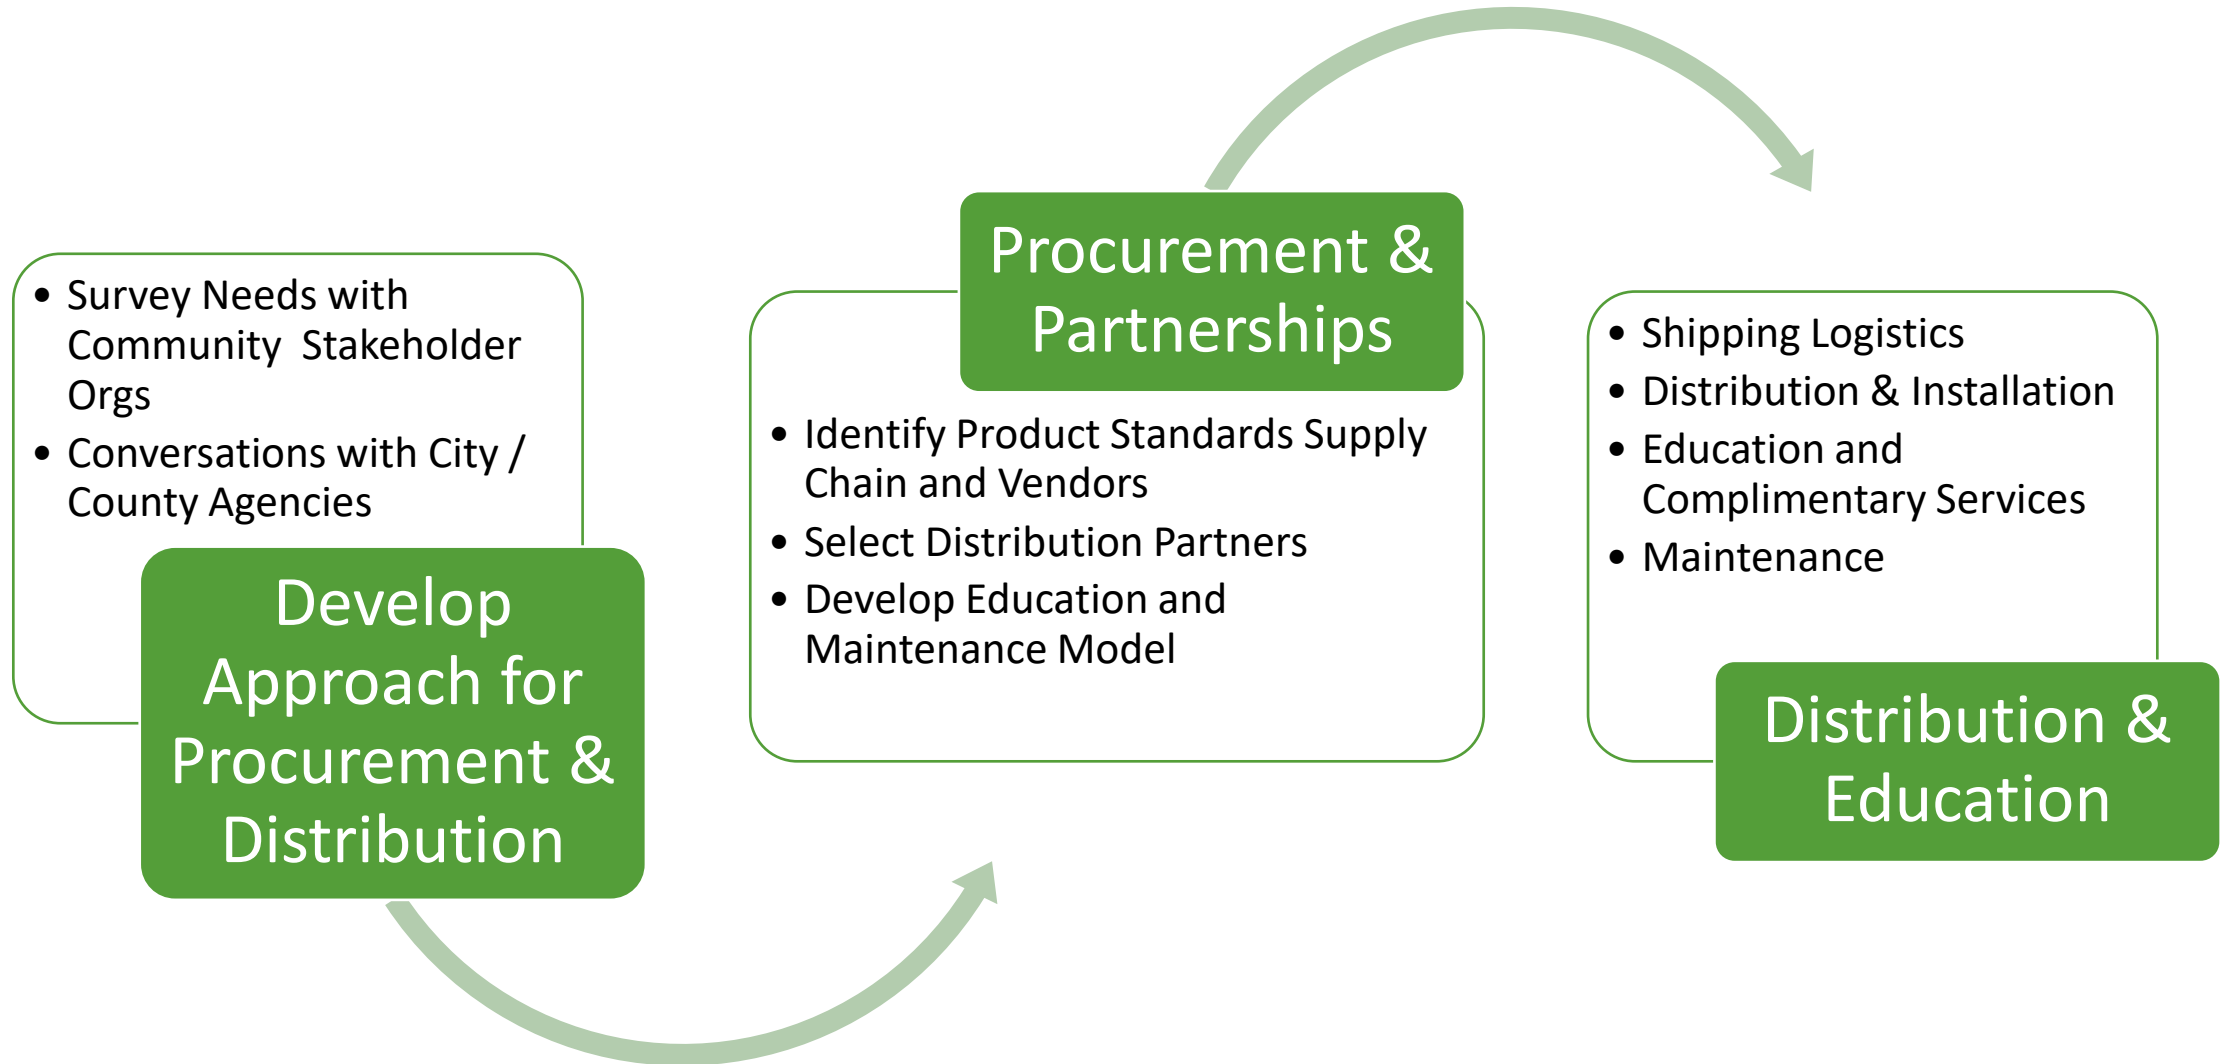 • Survey Needs with
Community  Stakeholder
Orgs
• Conversations with City /
County Agencies
Develop
Approach for
Procurement &
Distribution
Procurement &
Partnerships
• Identify Product Standards Supply
Chain and Vendors
• Select Distribution Partners
• Develop Education and
Maintenance Model
• Shipping Logistics
• Distribution & Installation
• Education and
Complimentary Services
• Maintenance
Distribution &
Education